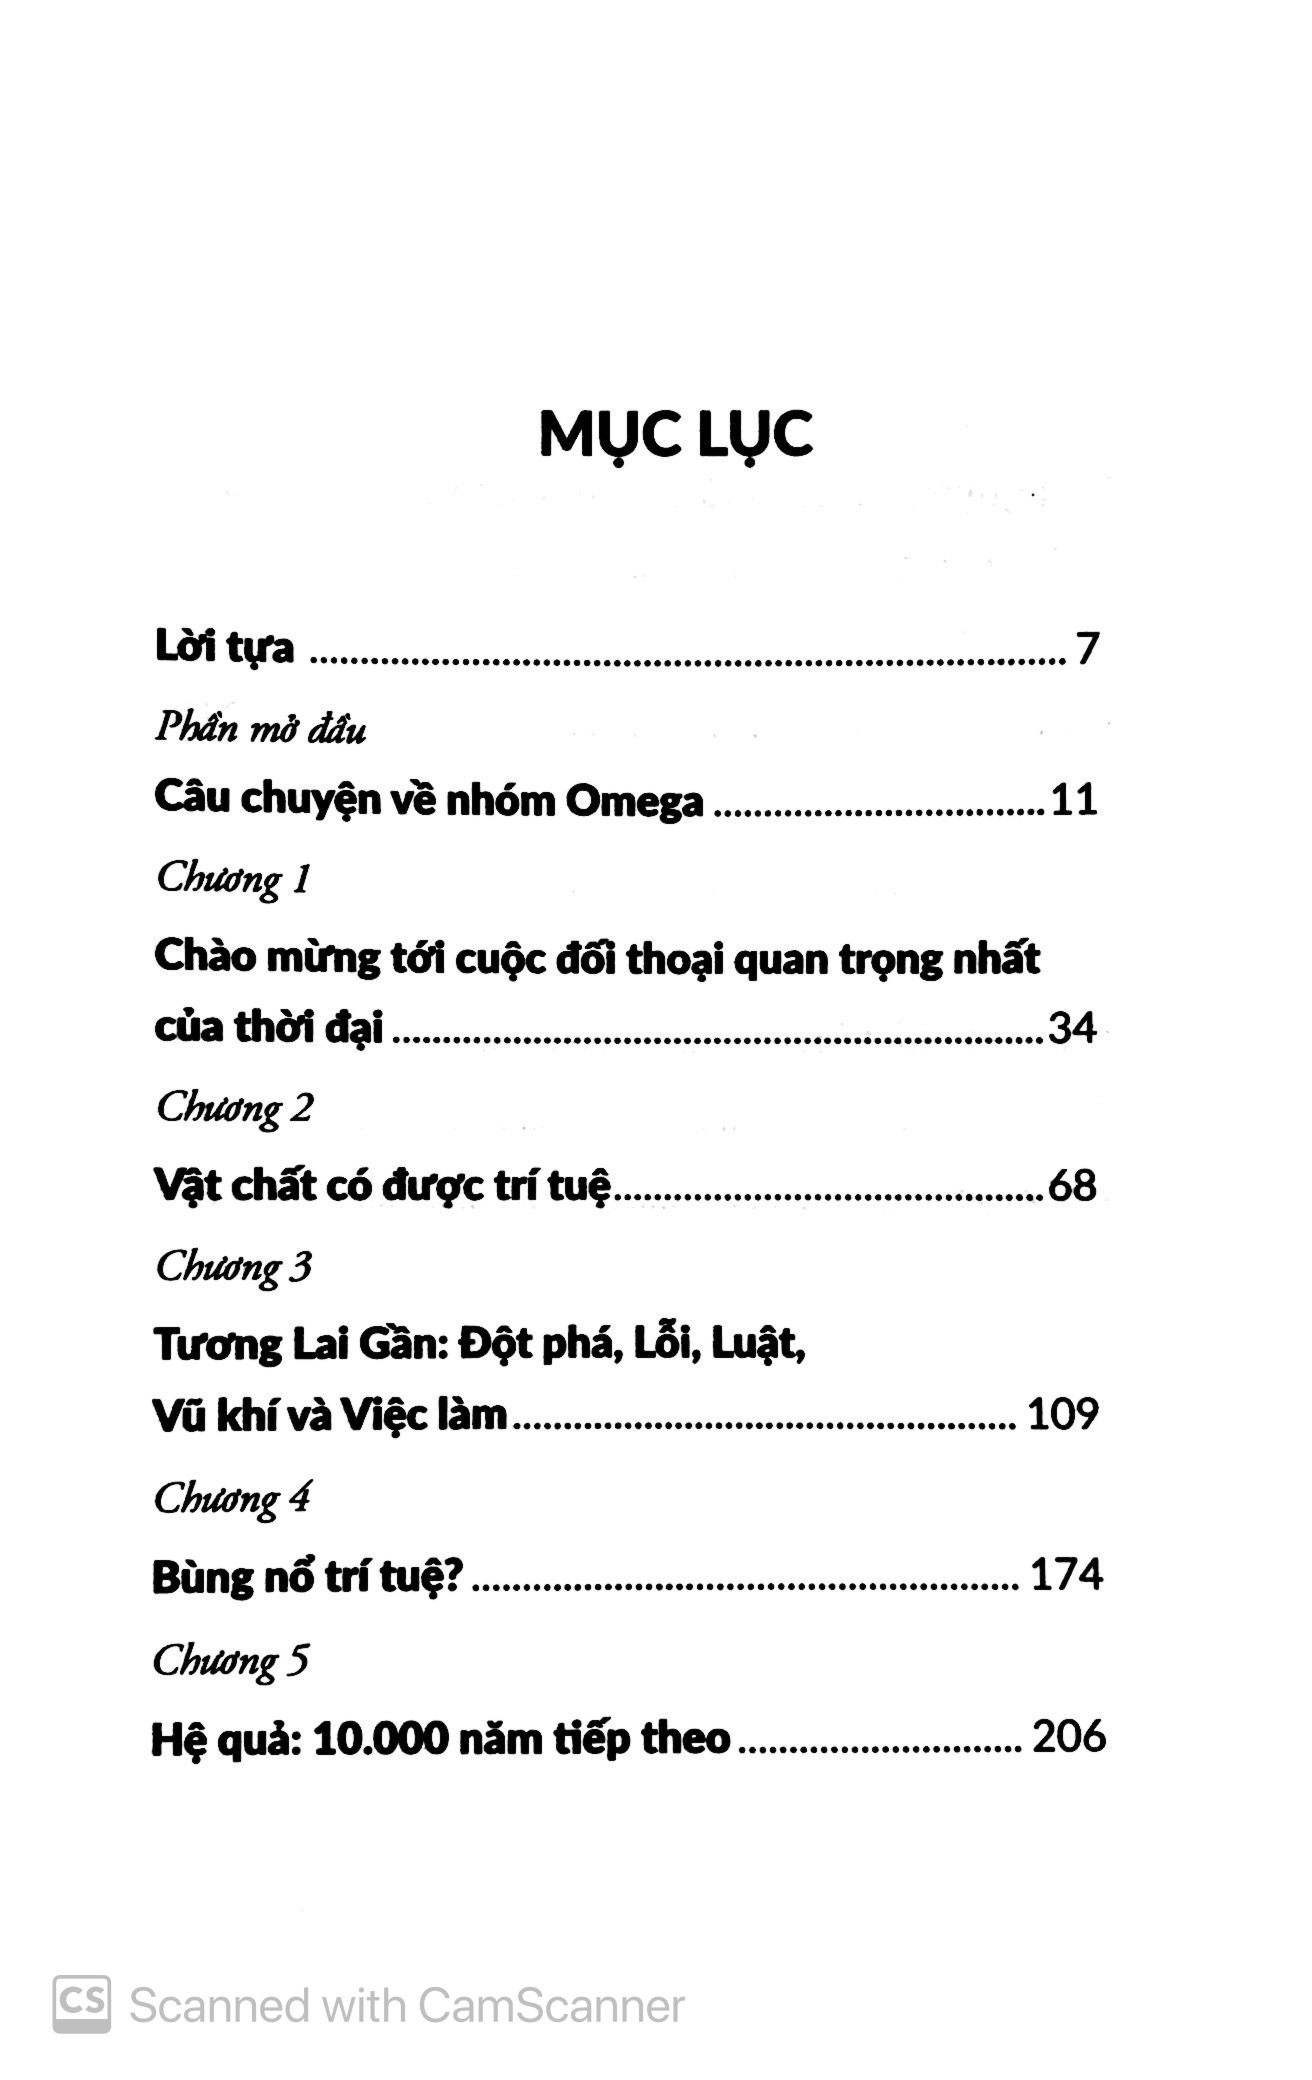 MỤC LỤC
Lời tựa ........................................................................... 7
Phần mở đầu
Câu chuyện về nhóm Omega .................................11
Chương 1
Chào mừng tới cuộc đối thoại quan trọng nhất
của thời đại .................................................................34
Chương 2
Vật chất có được trí tuệ...........................................68
Chương 3
Tương Lai Gần: Đột phá, Lỗi, Luật,
Vũ khí và Việc làm.................................................. 109
Chương 4
Bùng nổ trí tuệ? ...................................................... 174
Chương 5
Hệ quả: 10.000 năm tiếp theo ............................ 206
CS Scanned with CamScanner